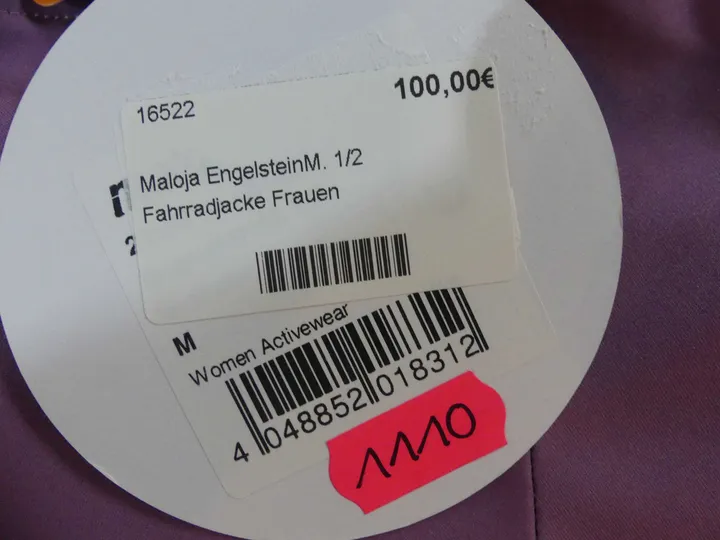 16522
100,00€
Maloja EngelsteinM. 1/2
Fahrradjacke Frauen
M
Women Activewear
4 048852 018312
1110